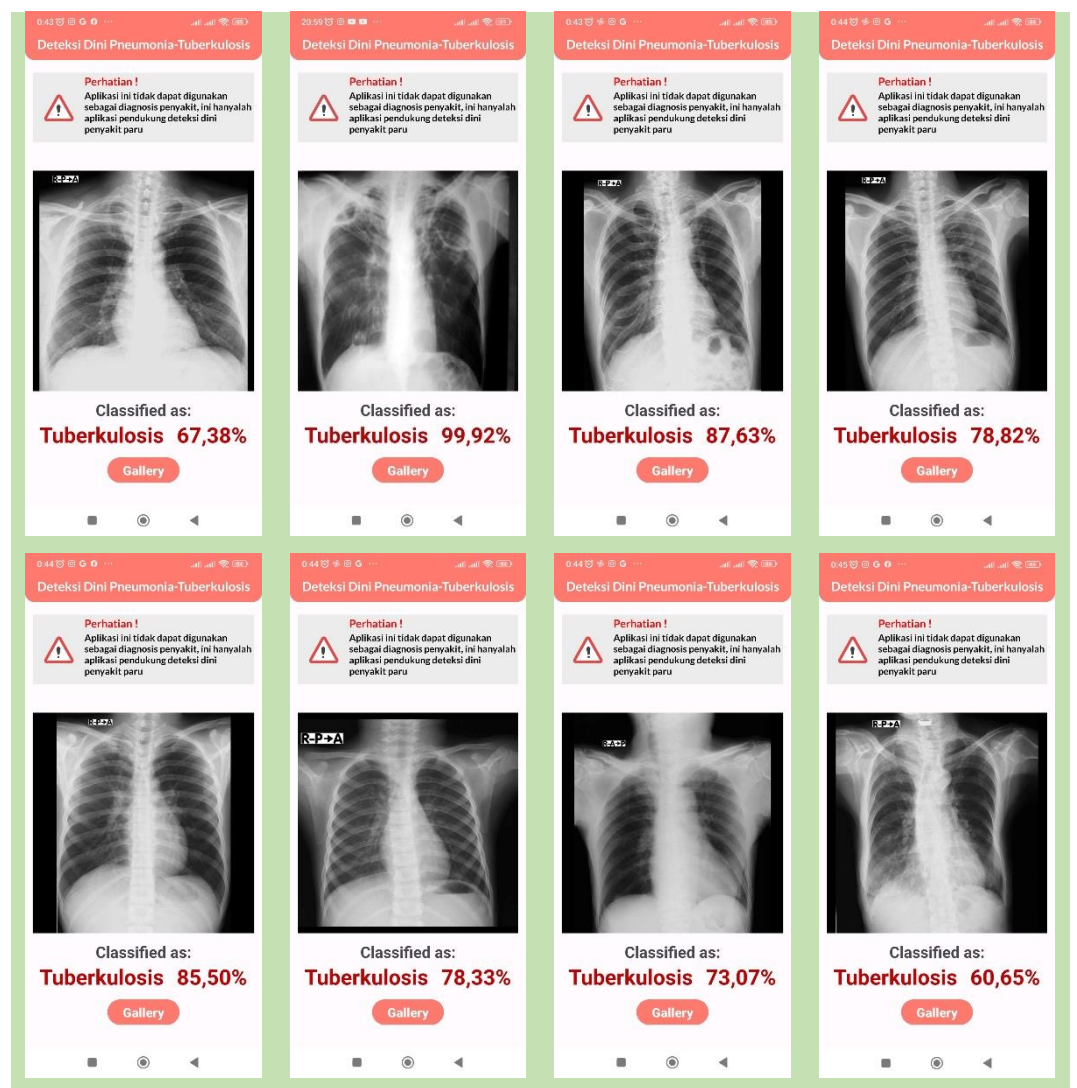 0:43
Deteksi Dini Pneumonia-Tuberkulosis
Perhatian !
Aplikasi ini tidak dapat digunakan
sebagai diagnosis penyakit, ini hanyalah
aplikasi pendukung deteksi dini
penyakit paru
R-P→A
Classified as:
Tuberkulosis 67,38%
Gallery
20:59
Deteksi Dini Pneumonia-Tuberkulosis
Perhatian !
Aplikasi ini tidak dapat digunakan
sebagai diagnosis penyakit, ini hanyalah
aplikasi pendukung deteksi dini
penyakit paru
Classified as:
Tuberkulosis 99,92%
Gallery
0:43
Deteksi Dini Pneumonia-Tuberkulosis
Perhatian !
Aplikasi ini tidak dapat digunakan
sebagai diagnosis penyakit, ini hanyalah
aplikasi pendukung deteksi dini
penyakit paru
R-P→A
Classified as:
Tuberkulosis 87,63%
Gallery
0:44
Deteksi Dini Pneumonia-Tuberkulosis
Perhatian !
Aplikasi ini tidak dapat digunakan
sebagai diagnosis penyakit, ini hanyalah
aplikasi pendukung deteksi dini
penyakit paru
R-P→A
Classified as:
Tuberkulosis 78,82%
Gallery
0:44
Deteksi Dini Pneumonia-Tuberkulosis
Perhatian !
Aplikasi ini tidak dapat digunakan
sebagai diagnosis penyakit, ini hanyalah
aplikasi pendukung deteksi dini
penyakit paru
R-P→A
Classified as:
Tuberkulosis 85,50%
Gallery
0:44
Deteksi Dini Pneumonia-Tuberkulosis
Perhatian !
Aplikasi ini tidak dapat digunakan
sebagai diagnosis penyakit, ini hanyalah
aplikasi pendukung deteksi dini
penyakit paru
R-P→A
Classified as:
Tuberkulosis 78,33%
Gallery
0:44
Deteksi Dini Pneumonia-Tuberkulosis
Perhatian !
Aplikasi ini tidak dapat digunakan
sebagai diagnosis penyakit, ini hanyalah
aplikasi pendukung deteksi dini
penyakit paru
R-A→P
Classified as:
Tuberkulosis 73,07%
Gallery
0:45
Deteksi Dini Pneumonia-Tuberkulosis
Perhatian !
Aplikasi ini tidak dapat digunakan
sebagai diagnosis penyakit, ini hanyalah
aplikasi pendukung deteksi dini
penyakit paru
R-P→A
Classified as:
Tuberkulosis 60,65%
Gallery